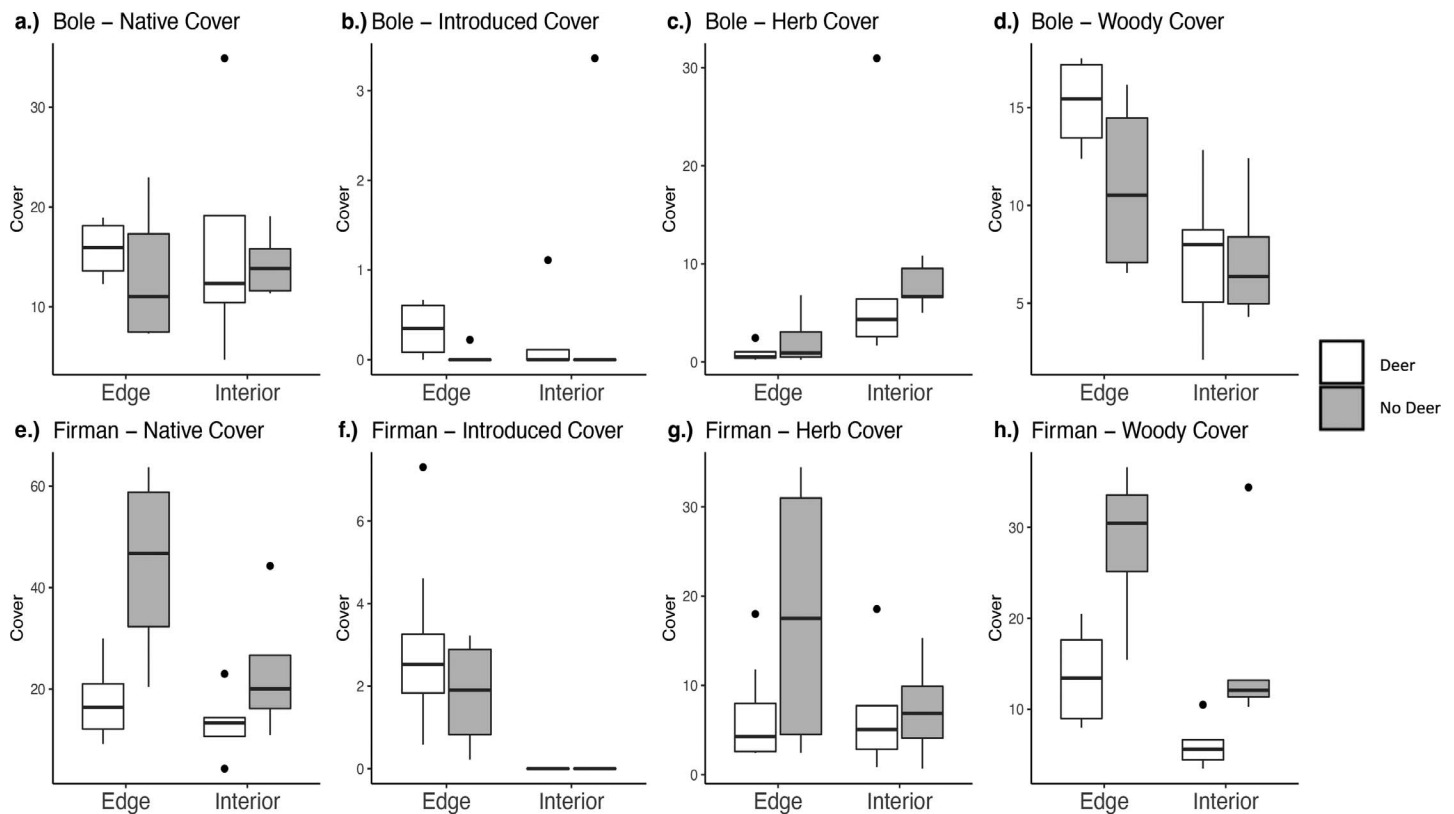 a.) Bole – Native Cover
Cover
30
20
10
Edge Interior
b.) Bole – Introduced Cover
Cover
3
2
1
0
Edge Interior
c.) Bole – Herb Cover
Cover
30
20
10
0
Edge Interior
d.) Bole – Woody Cover
Cover
15
10
5
Edge Interior
Deer
No Deer
e.) Firman – Native Cover
Cover
60
40
20
Edge Interior
f.) Firman – Introduced Cover
Cover
6
4
2
0
Edge Interior
g.) Firman – Herb Cover
Cover
30
20
10
0
Edge Interior
h.) Firman – Woody Cover
Cover
30
20
10
Edge Interior